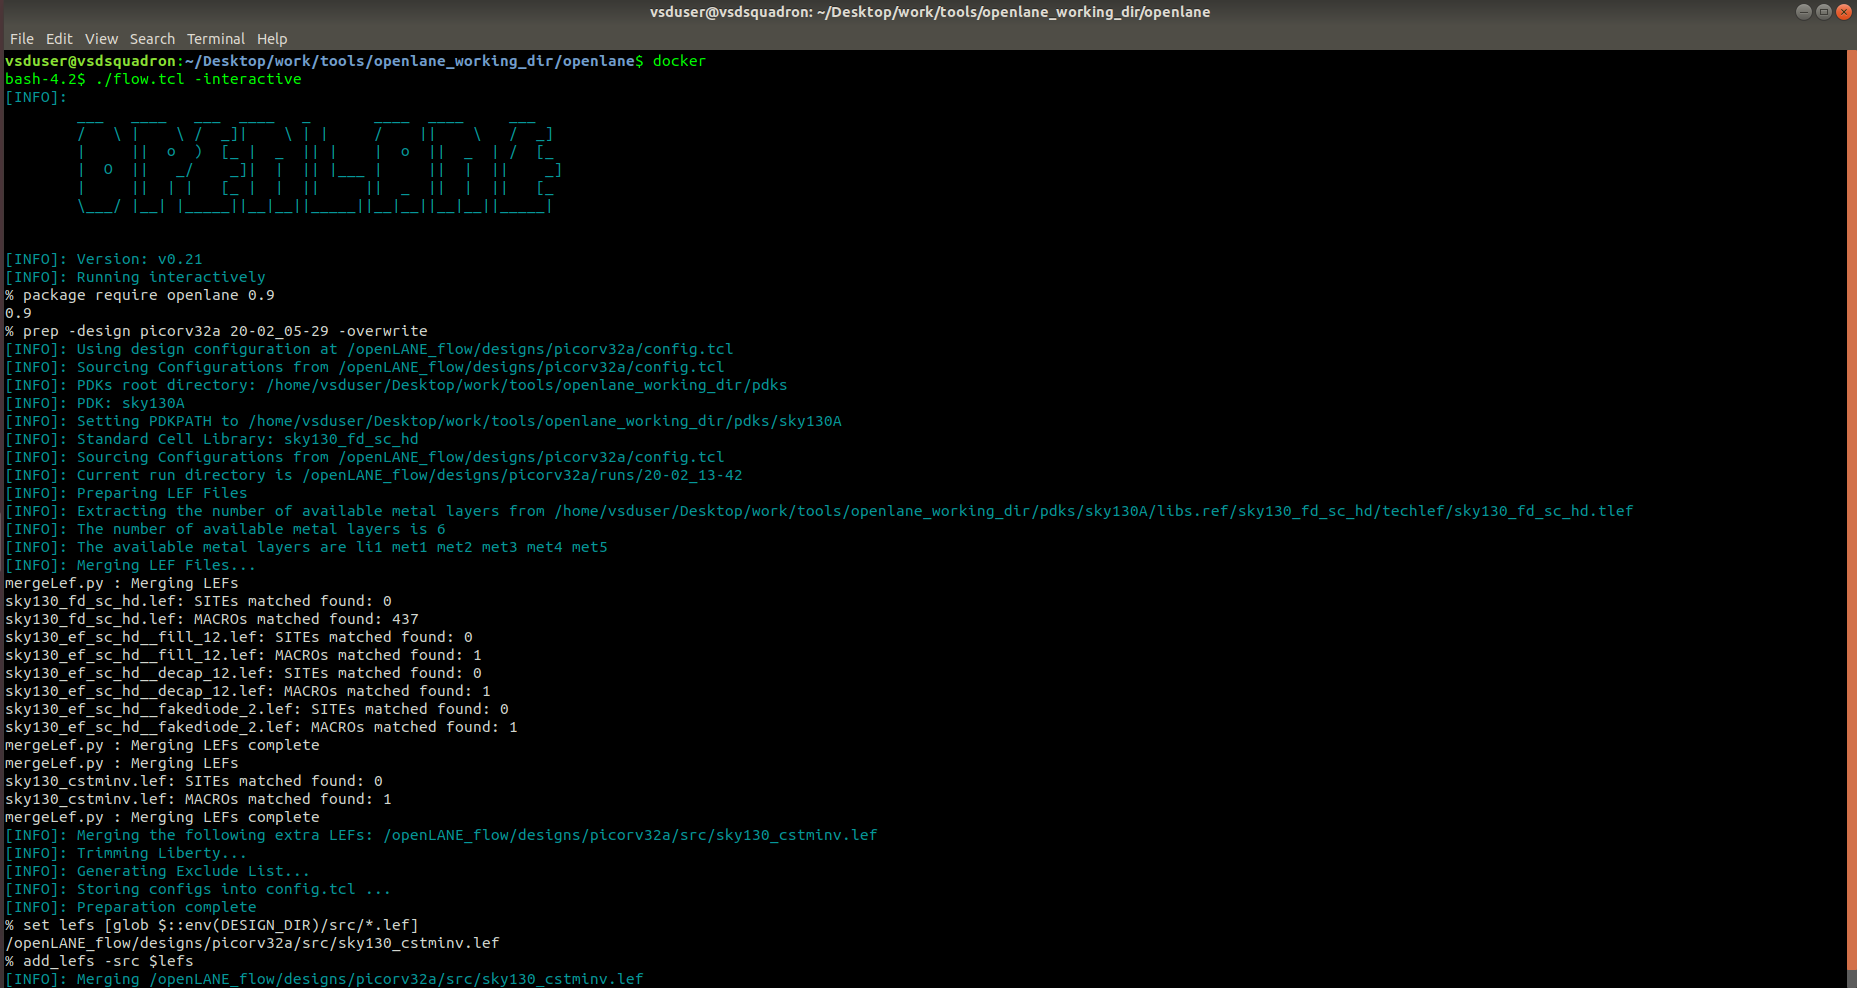 vsduser@vsdsquadron: ~/Desktop/work/tools/openlane_working_dir/openlane
File Edit View Search Terminal Help
vsduser@vsdsquadron:~/Desktop/work/tools/openlane_working_dir/openlane$ docker
bash-4.2$ ./flow.tcl -interactive
[INFO]:
OPENLANE
[INFO]: Version: v0.21
[INFO]: Running interactively
% package require openlane 0.9
0.9
% prep -design picorv32a 20-02_05-29 -overwrite
[INFO]: Using design configuration at /openLANE_flow/designs/picorv32a/config.tcl
[INFO]: Sourcing Configurations from /openLANE_flow/designs/picorv32a/config.tcl
[INFO]: PDKs root directory: /home/vsduser/Desktop/work/tools/openlane_working_dir/pdks
[INFO]: PDK: sky130A
[INFO]: Setting PDKPATH to /home/vsduser/Desktop/work/tools/openlane_working_dir/pdks/sky130A
[INFO]: Standard Cell Library: sky130_fd_sc_hd
[INFO]: Sourcing Configurations from /openLANE_flow/designs/picorv32a/config.tcl
[INFO]: Current run directory is /openLANE_flow/designs/picorv32a/runs/20-02_13-42
[INFO]: Preparing LEF Files
[INFO]: Extracting the number of available metal layers from /home/vsduser/Desktop/work/tools/openlane_working_dir/pdks/sky130A/libs.ref/sky130_fd_sc_hd/techlef/sky130_fd_sc_hd.tlef
[INFO]: The number of available metal layers is 6
[INFO]: The available metal layers are li1 met1 met2 met3 met4 met5
[INFO]: Merging LEF Files...
mergeLef.py : Merging LEFs
sky130_fd_sc_hd.lef: SITEs matched found: 0
sky130_fd_sc_hd.lef: MACROs matched found: 437
sky130_ef_sc_hd__fill_12.lef: SITEs matched found: 0
sky130_ef_sc_hd__fill_12.lef: MACROs matched found: 1
sky130_ef_sc_hd__decap_12.lef: SITEs matched found: 0
sky130_ef_sc_hd__decap_12.lef: MACROs matched found: 1
sky130_ef_sc_hd__fakediode_2.lef: SITEs matched found: 0
sky130_ef_sc_hd__fakediode_2.lef: MACROs matched found: 1
mergeLef.py : Merging LEFs complete
mergeLef.py : Merging LEFs
sky130_cstminv.lef: SITEs matched found: 0
sky130_cstminv.lef: MACROs matched found: 1
mergeLef.py : Merging LEFs complete
[INFO]: Merging the following extra LEFs: /openLANE_flow/designs/picorv32a/src/sky130_cstminv.lef
[INFO]: Trimming Liberty...
[INFO]: Generating Exclude List...
[INFO]: Storing configs into config.tcl ...
[INFO]: Preparation complete
% set lefs [glob $::env(DESIGN_DIR)/src/*.lef]
/openLANE_flow/designs/picorv32a/src/sky130_cstminv.lef
% add_lefs -src $lefs
[INFO]: Merging /openLANE_flow/designs/picorv32a/src/sky130_cstminv.lef